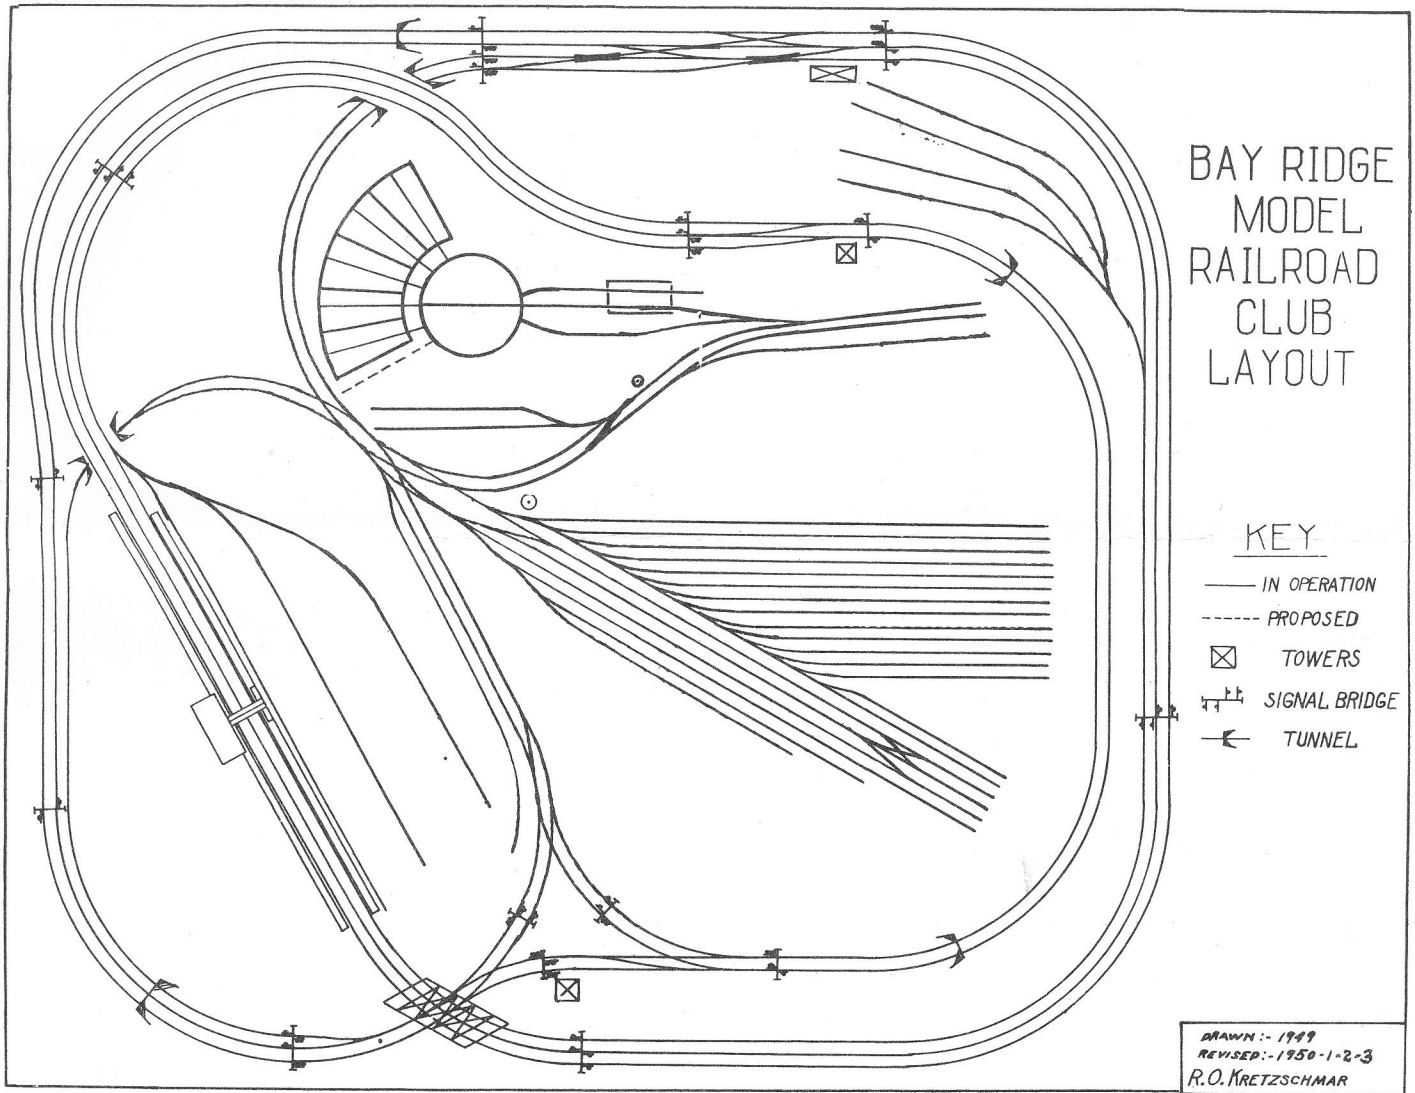 BAY RIDGE
MODEL
RAILROAD
CLUB
LAYOUT
KEY
IN OPERATION
PROPOSED
TOWERS
SIGNAL BRIDGE
TUNNEL
DRAWN:- 1949
REVISED:- 1950-1-2-3
R.O. KRETZSCHMAR